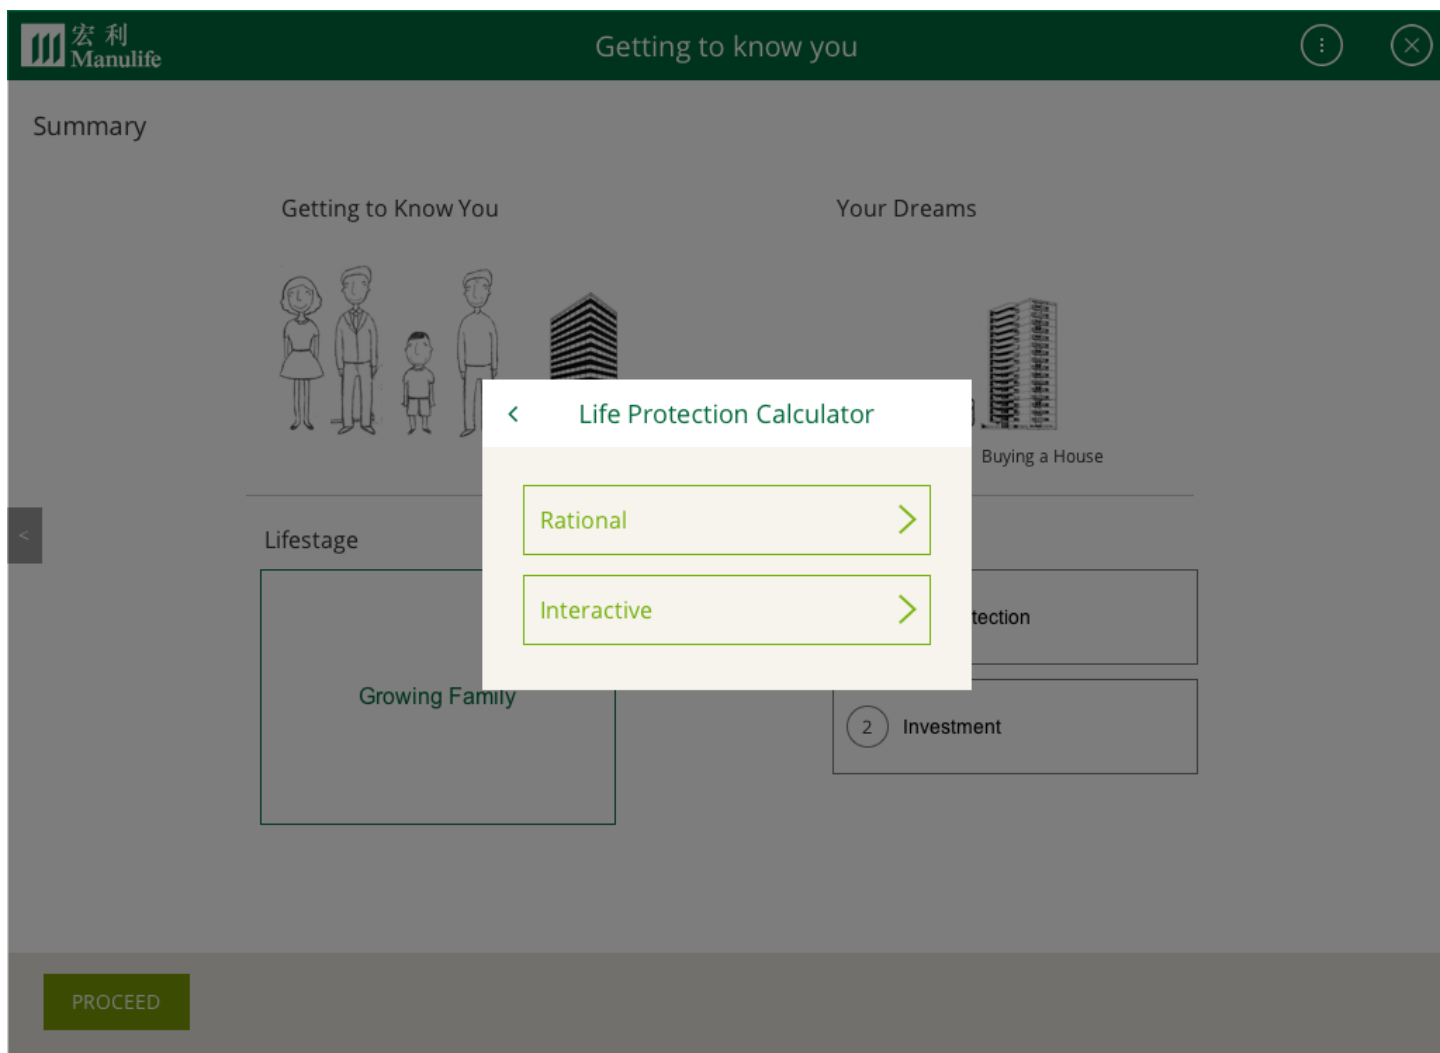 宏利
Manulife
Getting to know you
Summary
Getting to Know You
Your Dreams
Buying a House
Life Protection Calculator
Rational
Interactive
Lifestage
Growing Family
tection
2 Investment
<
PROCEED